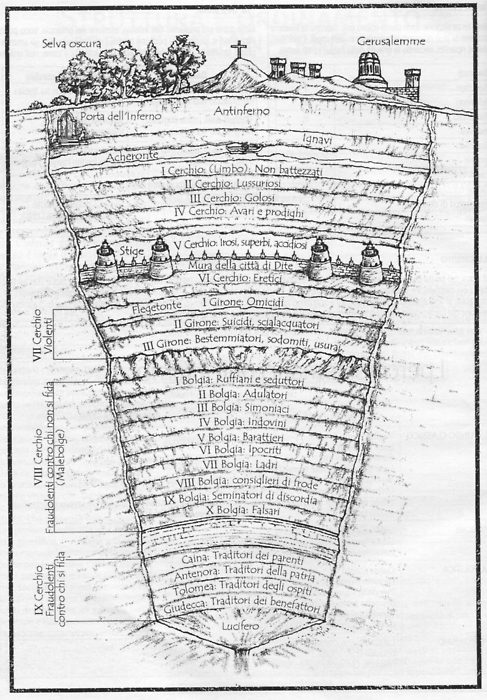 Selva oscura
Gerusalemme
Porta dell'Inferno
Antinferno
Ignavi
Acheronte
I Cerchio: (Limbo): Non battezzati
II Cerchio: Lussuriosi
III Cerchio: Golosi
IV Cerchio: Avari e prodighi
Stige
V Cerchio: Irosi, superbi, accidiosi
Mura della città di Dite
VI Cerchio: Eretici
VII Cerchio
Violenti
Flegetonte
I Girone: Omicidi
II Girone: Suicidi, scialacquatori
III Girone: Bestemmiatori, sodomiti, usurai
VIII Cerchio
Fraudolenti contro chi non si fida
(Malebolge)
I Bolgia: Ruffiani e seduttori
II Bolgia: Adulatori
III Bolgia: Simoniaci
IV Bolgia: Indovini
V Bolgia: Barattieri
VI Bolgia: Ipocriti
VII Bolgia: Ladri
VIII Bolgia: consiglieri di frode
IX Bolgia: Seminatori di discordia
X Bolgia: Falsari
IX Cerchio
Fraudolenti
contro chi si fida
Caina: Traditori dei parenti
Antenora: Traditori della patria
Tolomea: Traditori degli ospiti
Giudecca: Traditori dei benefattori
Lucifero